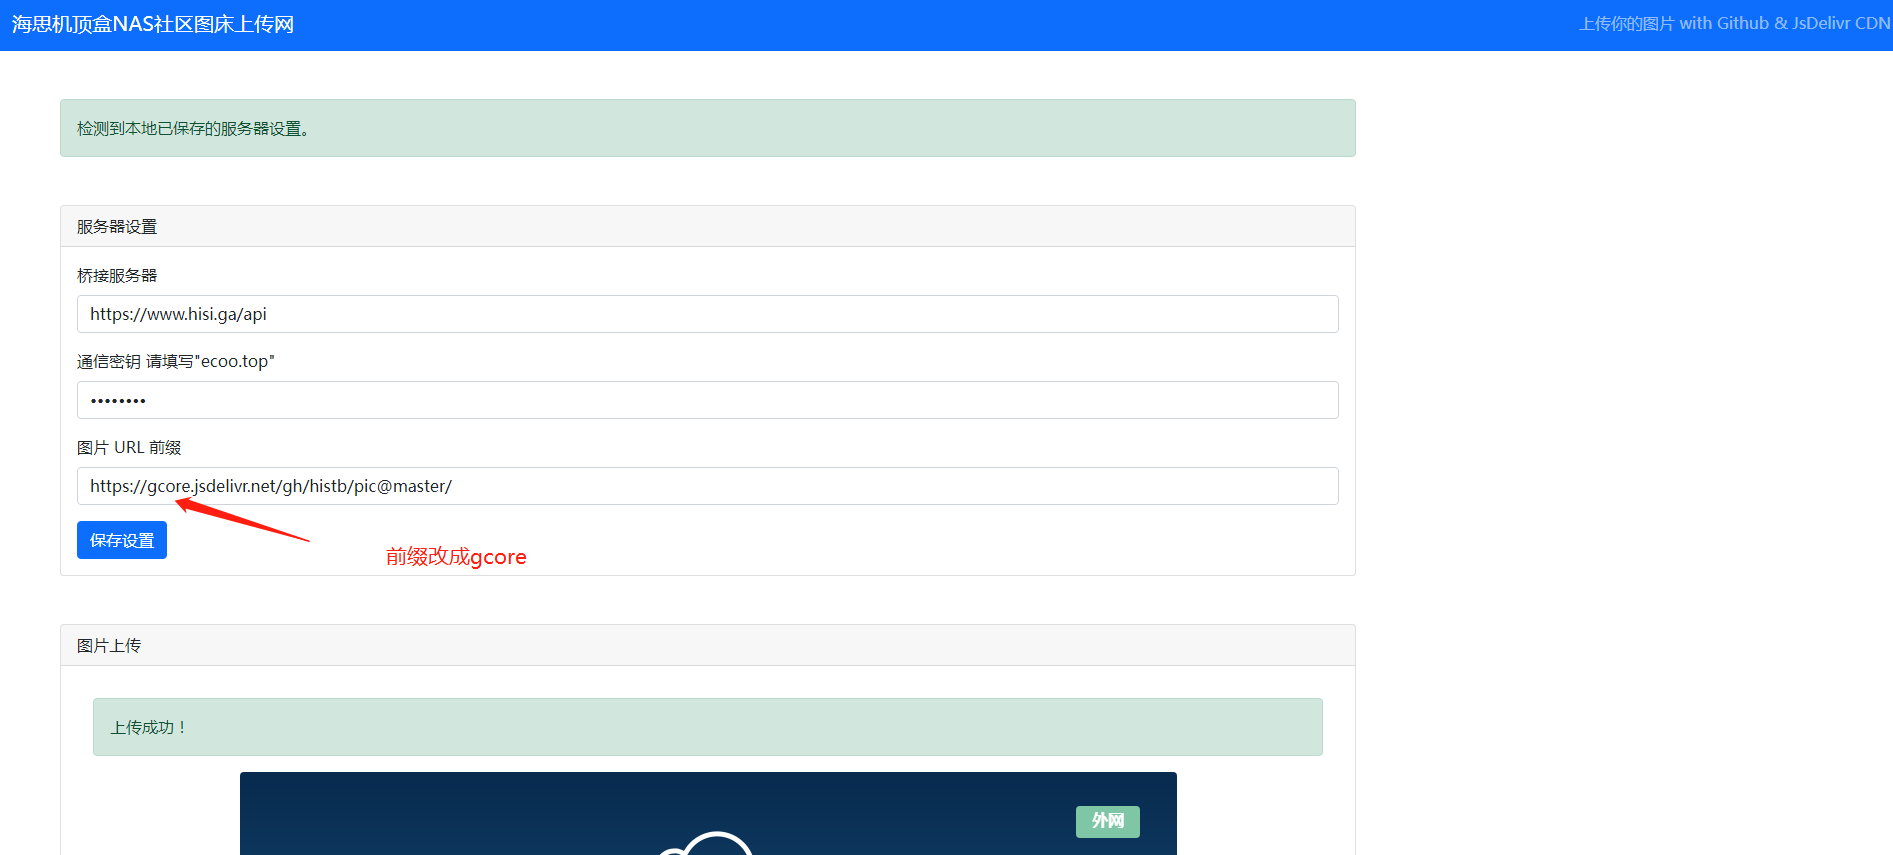 海思机顶盒NAS社区图床上传网
上传你的图片 with Github & JsDelivr CDN
检测到本地已保存的服务器设置。
服务器设置
桥接服务器
https://www.hisi.ga/api
通信密钥 请填写"ecoo.top"
••••••••
图片 URL 前缀
https://gcore.jsdelivr.net/gh/histb/pic@master/
保存设置
前缀改成gcore
图片上传
上传成功！
外网